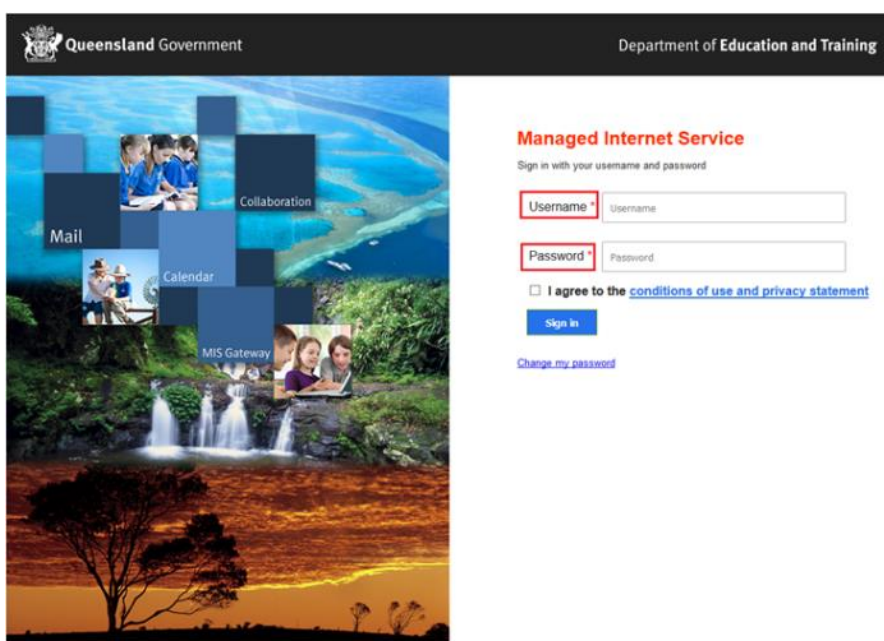 Queensland Government
Department of Education and Training
Mail
Collaboration
Calendar
MIS Gateway
Managed Internet Service
Sign in with your username and password
Username *
Username
Password *
Password
I agree to the conditions of use and privacy statement
Sign in
Change my password